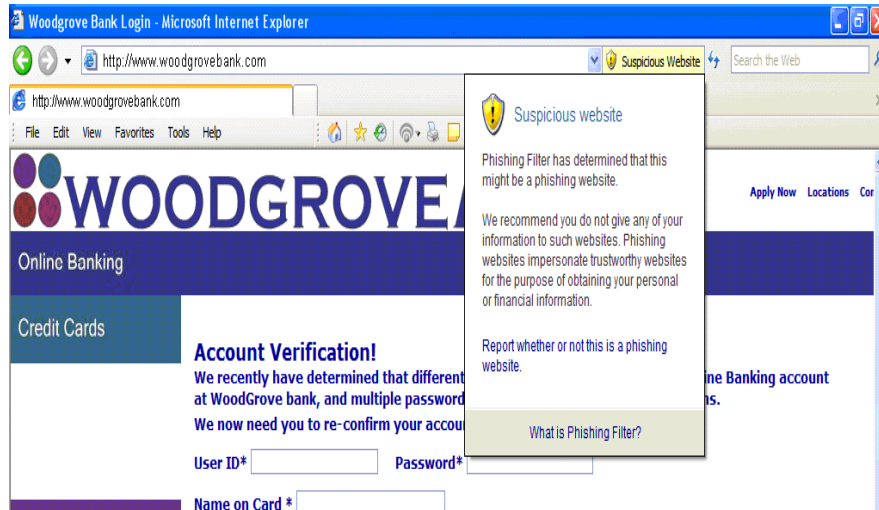 Woodgrove Bank Login - Microsoft Internet Explorer
http://www.woodgrovebank.com
Suspicious Website
Search the Web
http://www.woodgrovebank.com
File Edit View Favorites Tools Help
WOODGROVE
Apply Now Locations
Online Banking
Credit Cards
Suspicious website
Phishing Filter has determined that this
might be a phishing website.
We recommend you do not give any of your
information to such websites. Phishing
websites impersonate trustworthy websites
for the purpose of obtaining your personal
or financial information.
Report whether or not this is a phishing
website.
What is Phishing Filter?
Account Verification!
We recently have determined that different Banking account
at WoodGrove bank, and multiple password
We now need you to re-confirm your
User ID* Password*
Name on Card *